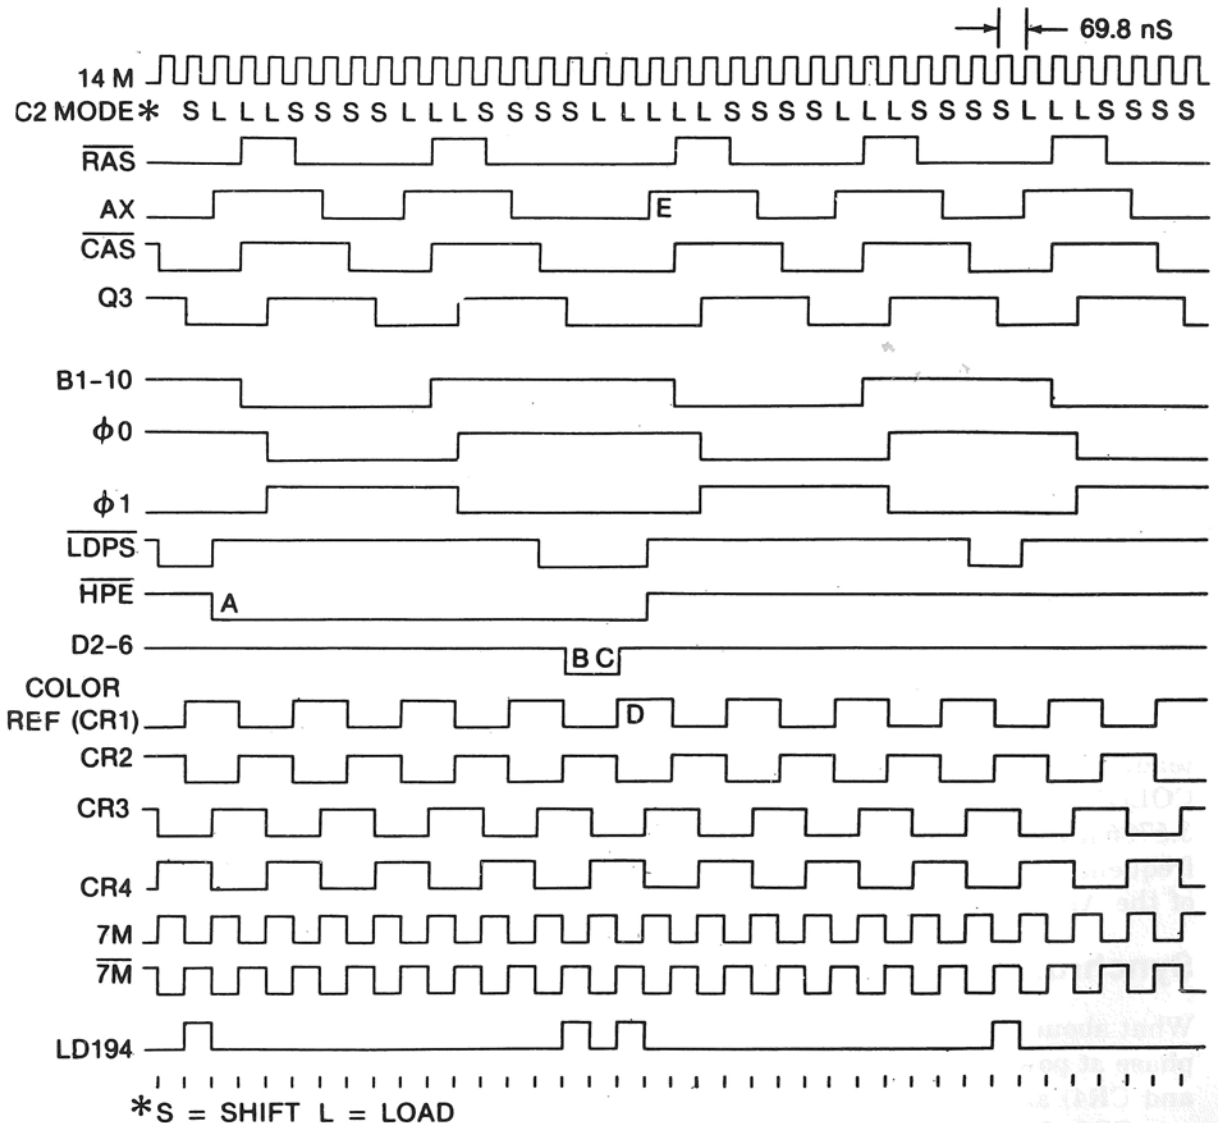 69.8 nS
14 M
C2 MODE* S L L L S S S S L L L S S S S L L L L L S S S S L L L S S S S L L L S S S S
RAS
AX E
CAS
Q3
B1-10
ϕ0
ϕ1
LDPS
HPE A
D2-6 B C
COLOR
REF (CR1) D
CR2
CR3
CR4
7M
7M
LD194
*S = SHIFT L = LOAD